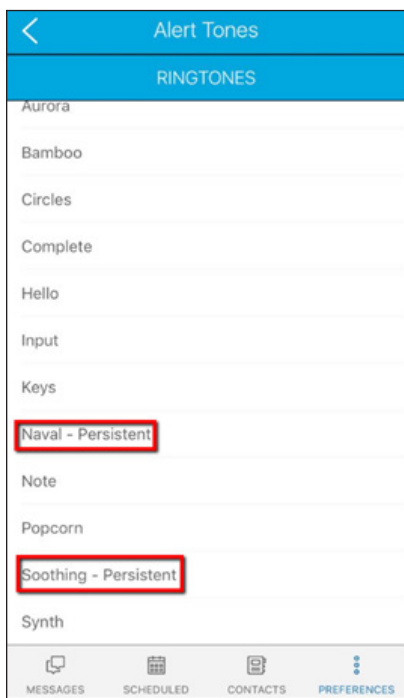 Alert Tones
RINGTONES
Aurora
Bamboo
Circles
Complete
Hello
Input
Keys
Naval - Persistent
Note
Popcorn
Soothing - Persistent
Synth
MESSAGES SCHEDULED CONTACTS PREFERENCES